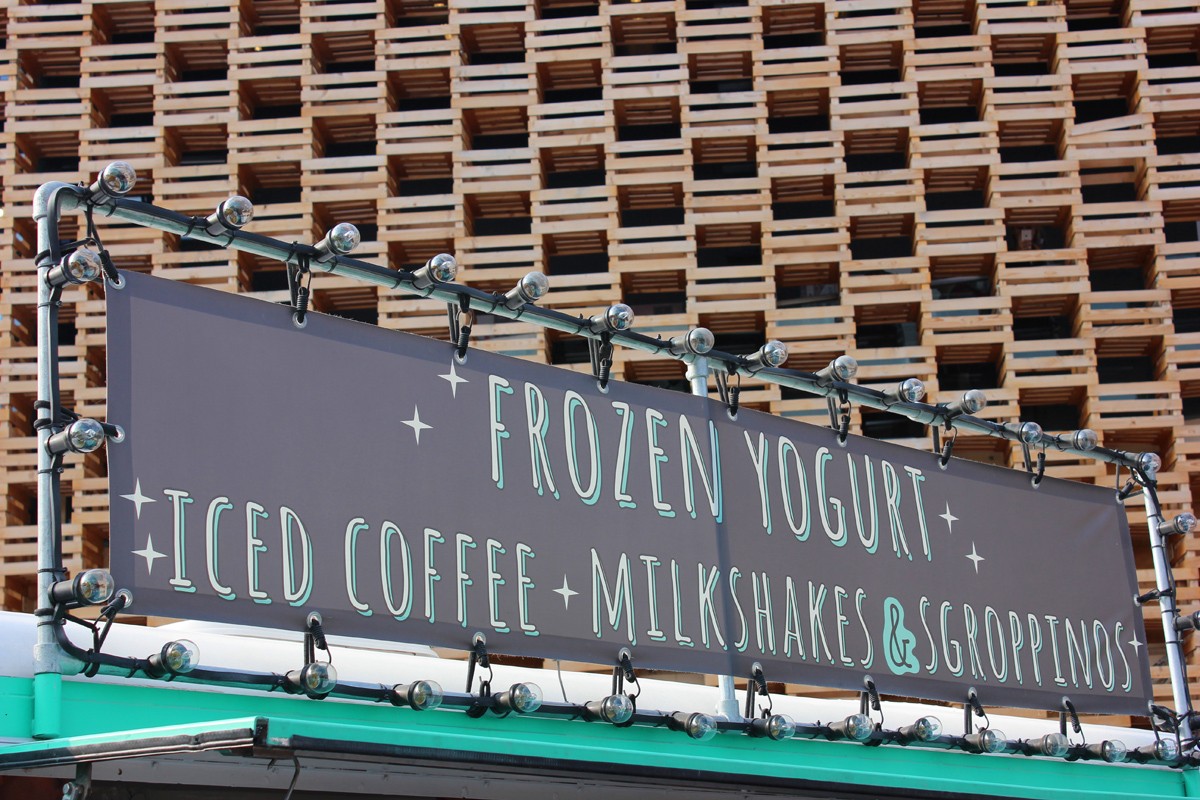 FROZEN YOGURT
ICED COFFEE MILKSHAKES & SGROPPINOS